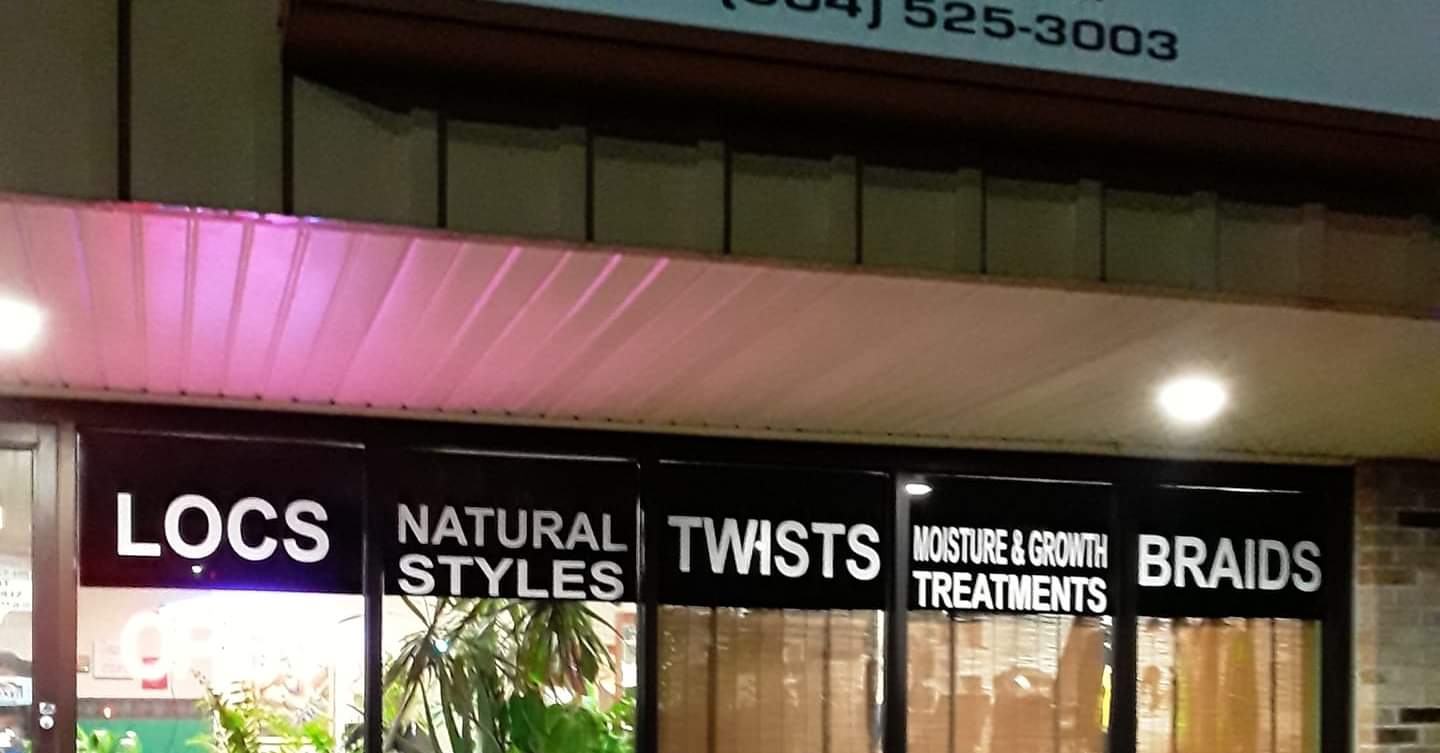 525-3003
LOCS
NATURAL
STYLES
TWISTS
MOISTURE & GROWTH
TREATMENTS
BRAIDS